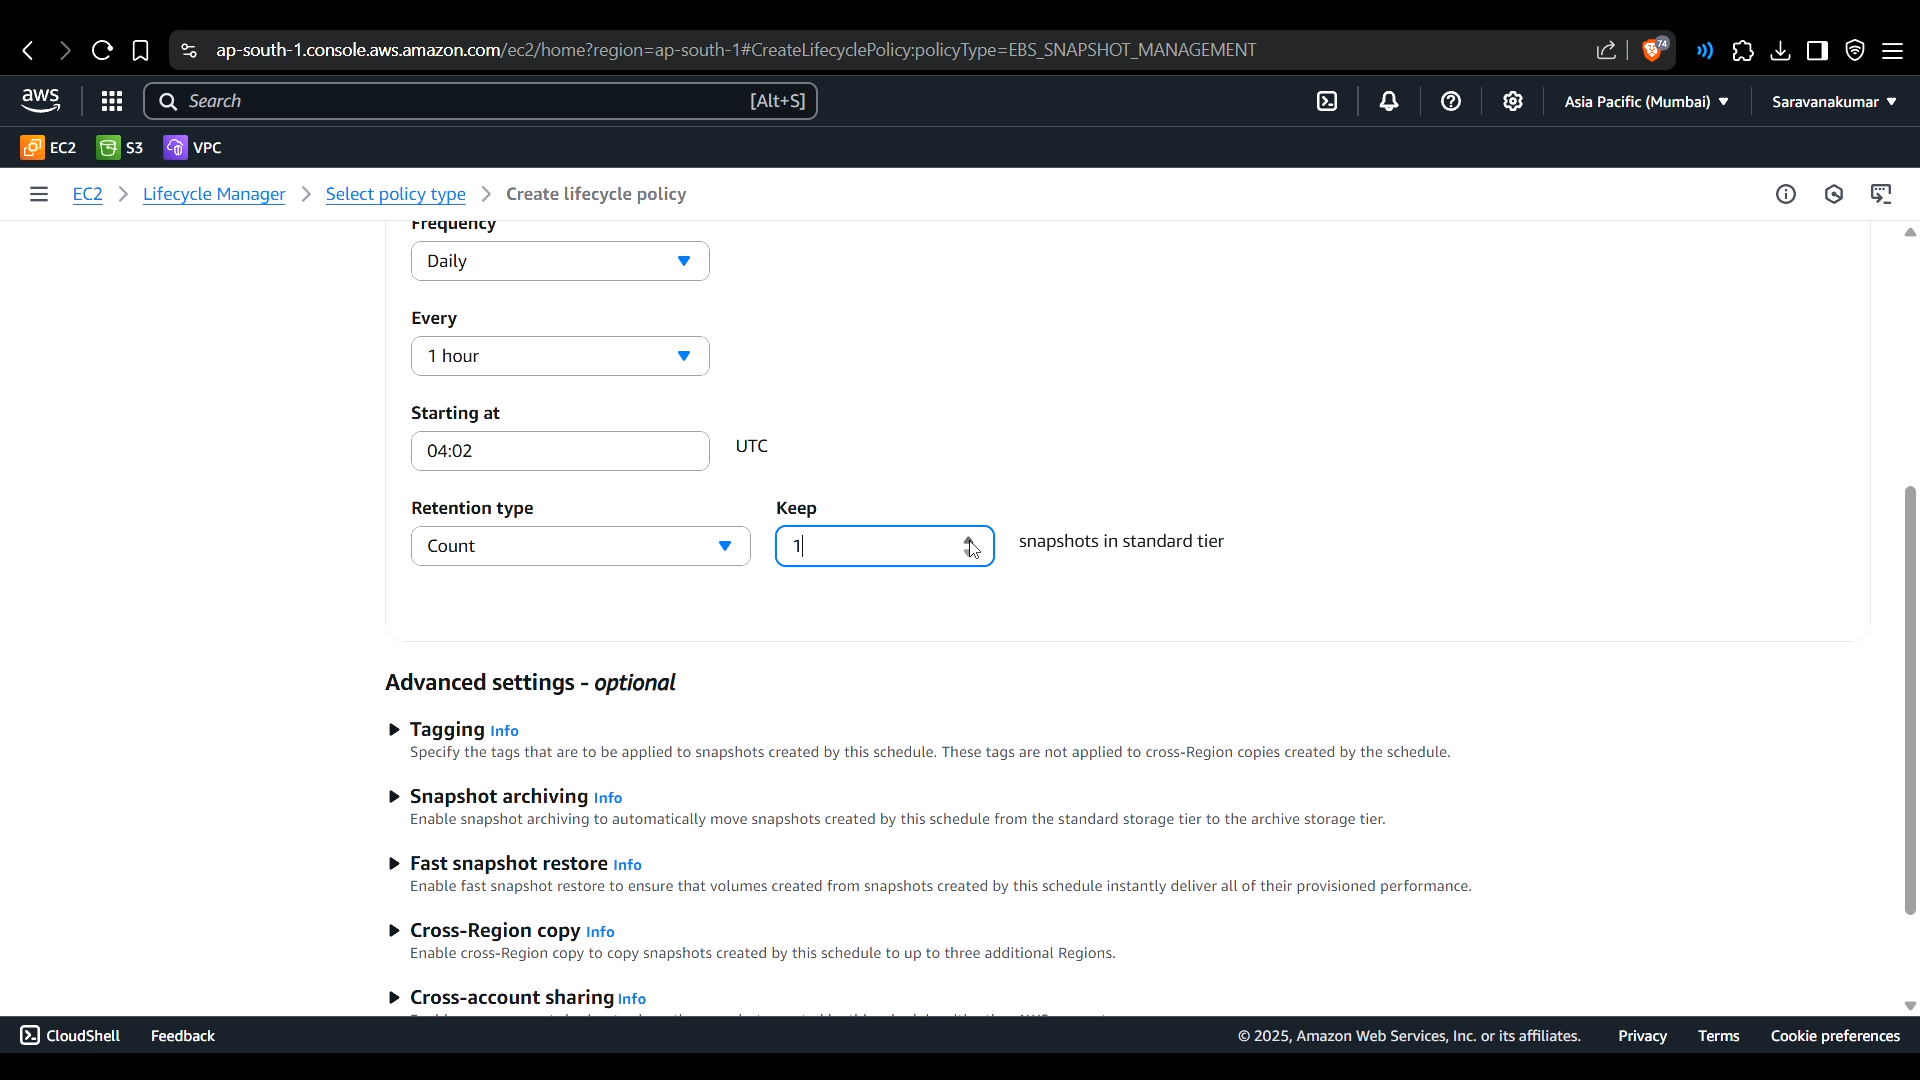 ap-south-1.console.aws.amazon.com/ec2/home?region=ap-south-1#CreateLifecyclePolicy:policyType=EBS_SNAPSHOT_MANAGEMENT
74
aws
Search [Alt+S]
Asia Pacific (Mumbai)
Saravanakumar
EC2 S3 VPC
EC2 Lifecycle Manager Select policy type Create lifecycle policy
Frequency
Daily
Every
1 hour
Starting at
04:02 UTC
Retention type Keep
Count 1 snapshots in standard tier
Advanced settings - optional
Tagging Info
Specify the tags that are to be applied to snapshots created by this schedule. These tags are not applied to cross-Region copies created by the schedule.
Snapshot archiving Info
Enable snapshot archiving to automatically move snapshots created by this schedule from the standard storage tier to the archive storage tier.
Fast snapshot restore Info
Enable fast snapshot restore to ensure that volumes created from snapshots created by this schedule instantly deliver all of their provisioned performance.
Cross-Region copy Info
Enable cross-Region copy to copy snapshots created by this schedule to up to three additional Regions.
Cross-account sharing Info
CloudShell Feedback © 2025, Amazon Web Services, Inc. or its affiliates. Privacy Terms Cookie preferences